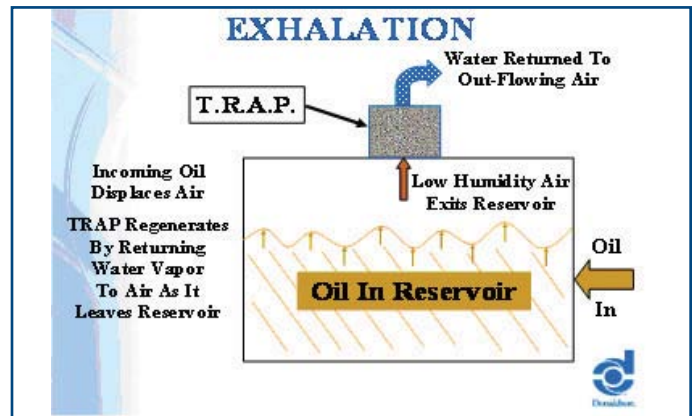 EXHALATION
Water Returned To
Out-Flowing Air
T.R.A.P.
Incoming Oil
Displaces Air
TRAP Regenerates
By Returning
Water Vapor
To Air As It
Leaves Reservoir
Low Humidity Air
Exits Reservoir
Oil In Reservoir
Oil
In
Donaldson.